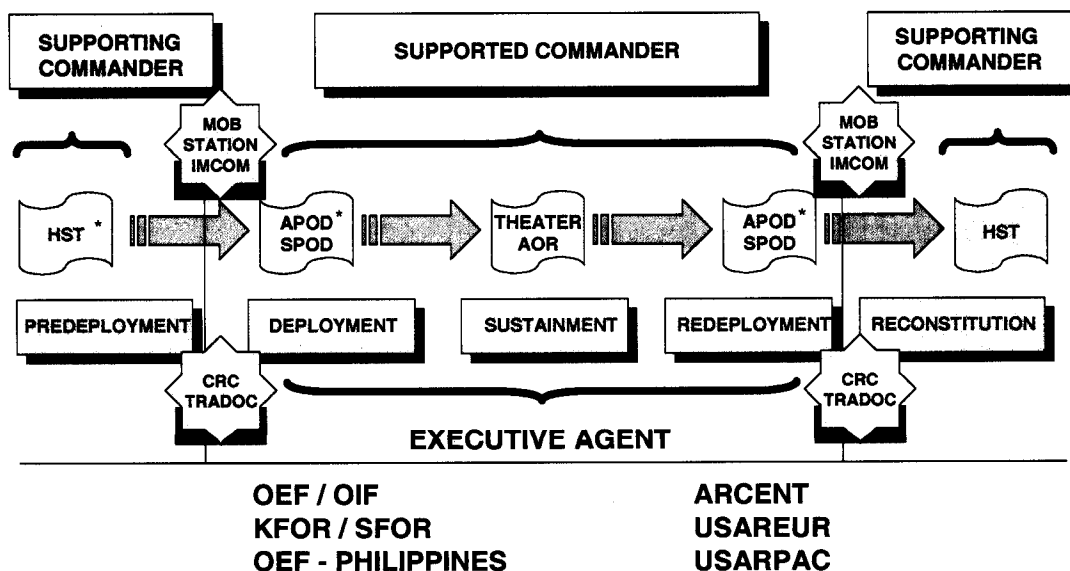 SUPPORTING
COMMANDER
SUPPORTED COMMANDER
SUPPORTING
COMMANDER
MOB
STATION
IMCOM
MOB
STATION
IMCOM
HST *
APOD*
SPOD
THEATER
AOR
APOD*
SPOD
HST
PREDEPLOYMENT
DEPLOYMENT
SUSTAINMENT
REDEPLOYMENT
RECONSTITUTION
CRC
TRADOC
CRC
TRADOC
EXECUTIVE AGENT
OEF / OIF ARCENT
KFOR / SFOR USAREUR
OEF - PHILIPPINES USARPAC